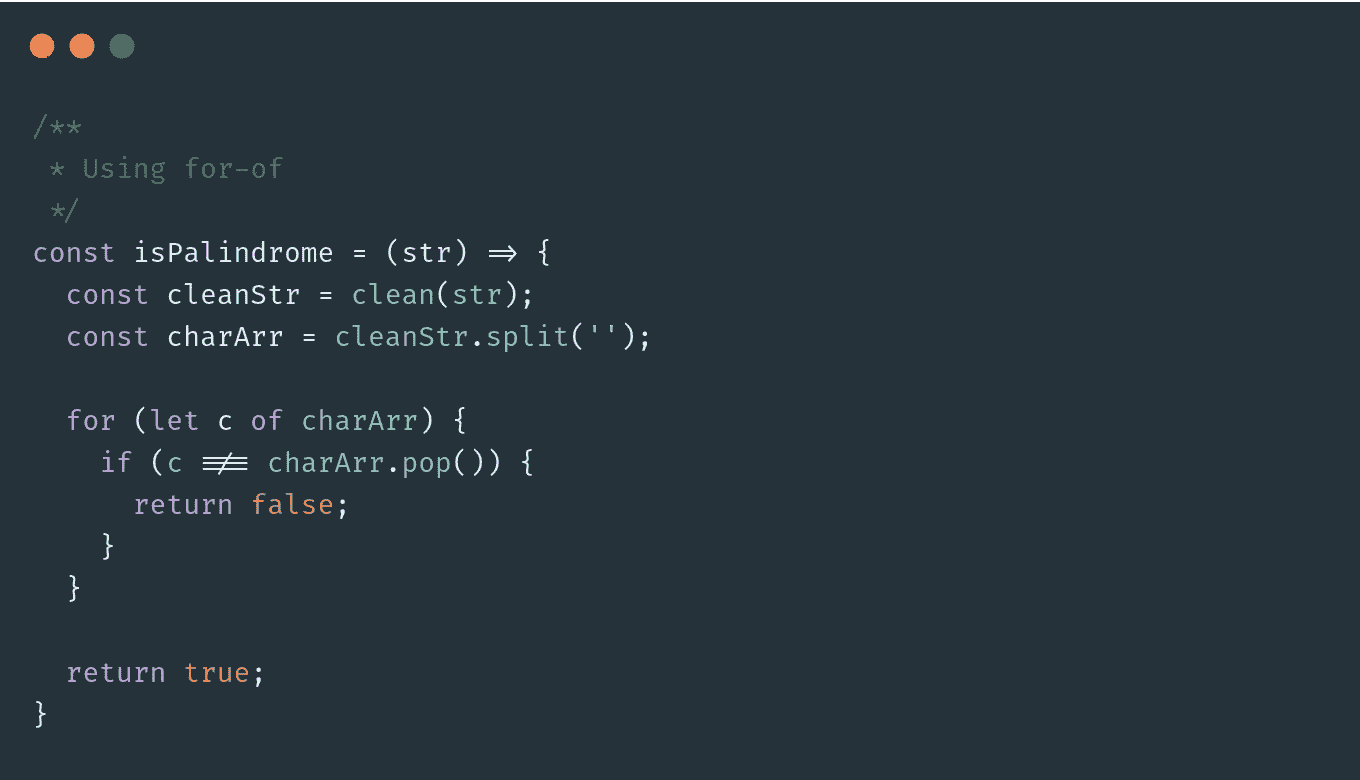 /**
 * Using for-of
 */
const isPalindrome = (str) => {
  const cleanStr = clean(str);
  const charArr = cleanStr.split('');

  for (let c of charArr) {
    if (c !== charArr.pop()) {
      return false;
    }
  }

  return true;
}